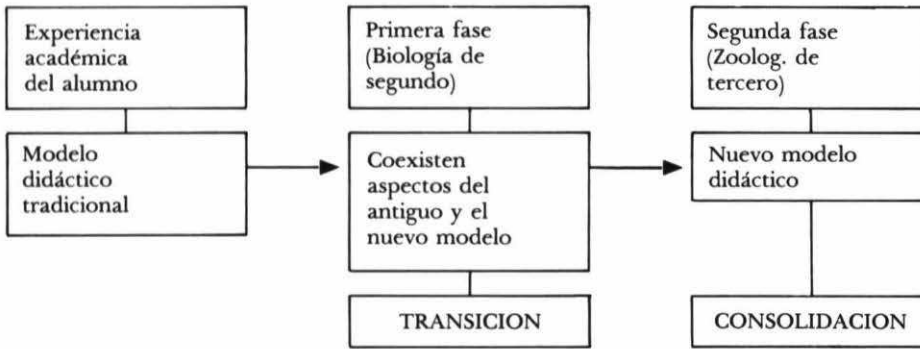 Experiencia
académica
del alumno
Modelo
didáctico
tradicional
Primera fase
(Biología de
segundo)
Coexisten
aspectos del
antiguo y el
nuevo modelo
TRANSICION
Segunda fase
(Zoolog. de
tercero)
Nuevo modelo
didáctico
CONSOLIDACION